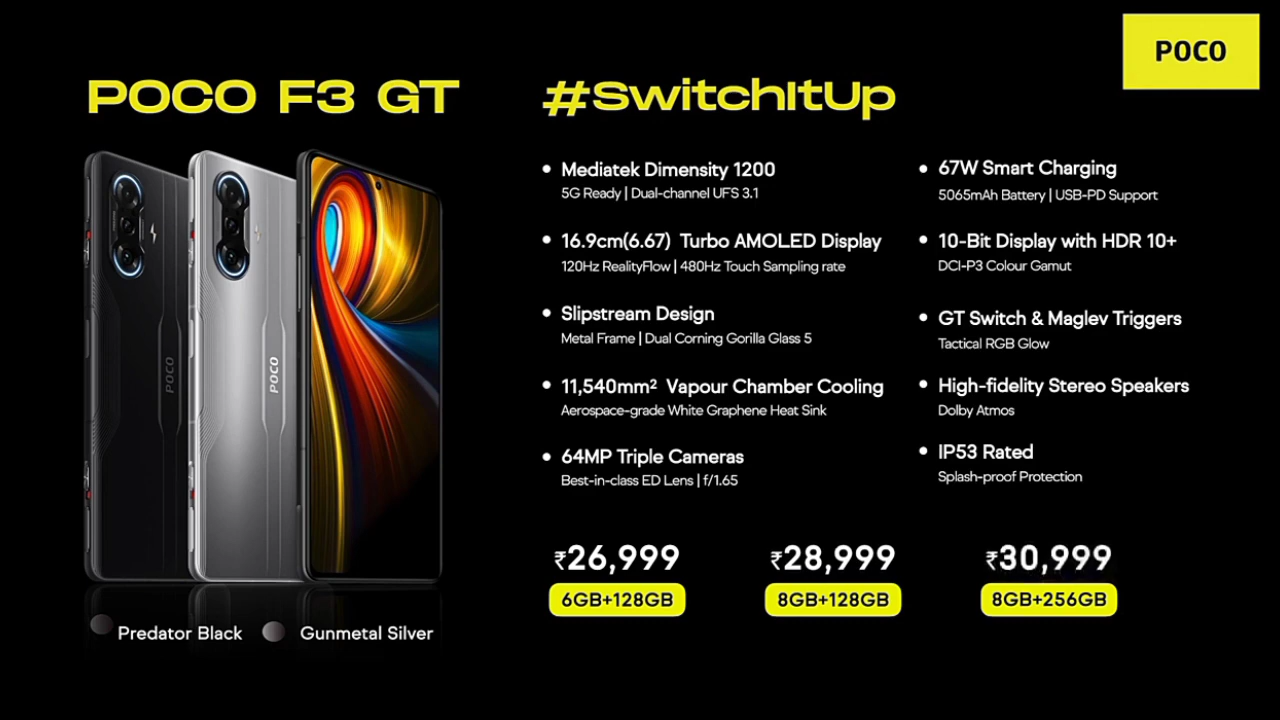 POCO
POCO F3 GT
#SwitchItUp
Mediatek Dimensity 1200
5G Ready | Dual-channel UFS 3.1
16.9cm(6.67) Turbo AMOLED Display
120Hz RealityFlow | 480Hz Touch Sampling rate
Slipstream Design
Metal Frame | Dual Corning Gorilla Glass 5
11,540mm² Vapour Chamber Cooling
Aerospace-grade White Graphene Heat Sink
64MP Triple Cameras
Best-in-class ED Lens | f/1.65
67W Smart Charging
5065mAh Battery | USB-PD Support
10-Bit Display with HDR 10+
DCI-P3 Colour Gamut
GT Switch & Maglev Triggers
Tactical RGB Glow
High-fidelity Stereo Speakers
Dolby Atmos
IP53 Rated
Splash-proof Protection
POCO
POCO
₹26,999
6GB+128GB
₹28,999
8GB+128GB
₹30,999
8GB+256GB
Predator Black
Gunmetal Silver